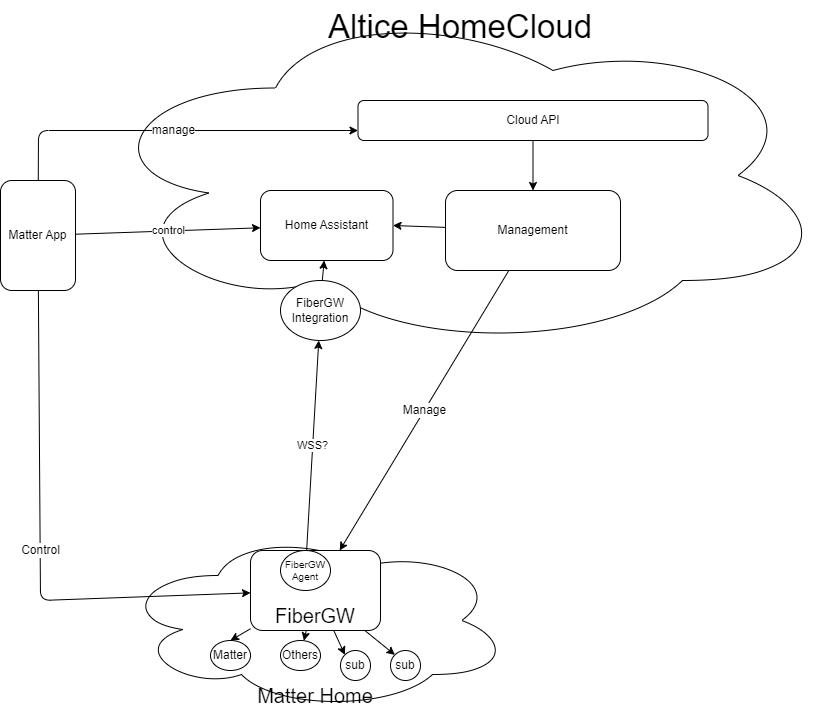 Altice HomeCloud
Cloud API
manage
Matter App
control
Home Assistant
Management
FiberGW
Integration
Manage
WSS?
Control
FiberGW
Agent
FiberGW
Matter
Others
sub
sub
Matter Home